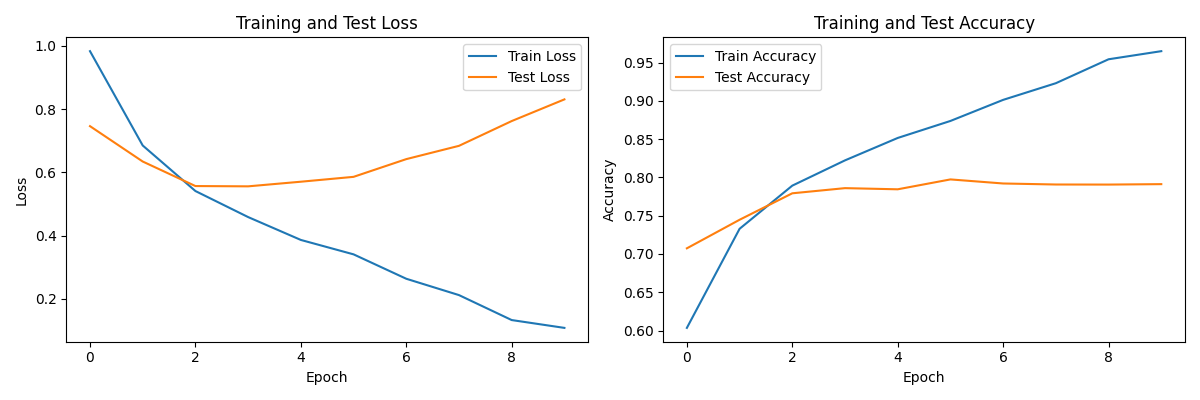 Training and Test Loss
Train Loss
Test Loss
1.0
0.8
0.6
0.4
0.2
Loss
0 2 4 6 8
Epoch
Training and Test Accuracy
Train Accuracy
Test Accuracy
0.95
0.90
0.85
0.80
0.75
0.70
0.65
0.60
Accuracy
0 2 4 6 8
Epoch